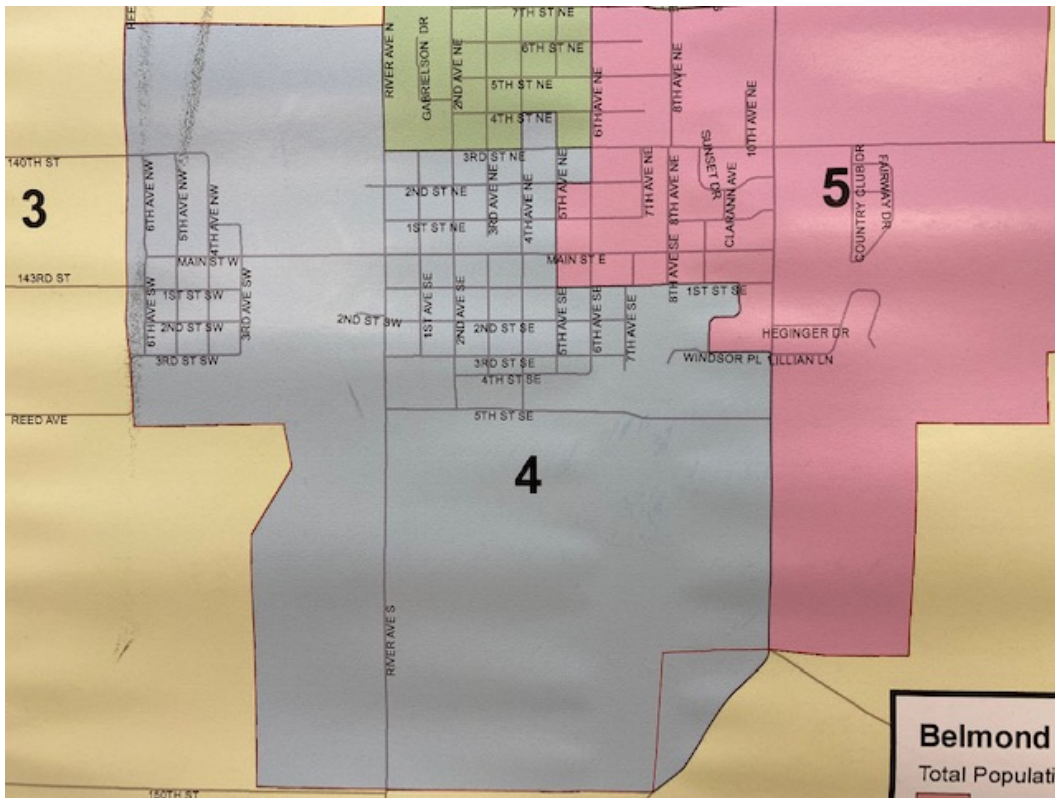 7TH ST NE
6TH ST NE
5TH ST NE
4TH ST NE
3RD ST NE
2ND ST NE
1ST ST NE
RIVER AVE N
GABRIELSON DR
2ND AVE NE
6TH AVE NE
8TH AVE NE
10TH AVE NE
140TH ST
3
6TH AVE NW
5TH AVE NW
4TH AVE NW
3RD AVE NE
4TH AVE NE
5TH AVE NE
7TH AVE NE
8TH AVE NE
SUNSET DR
CLARANN AVE
5
COUNTRY CLUB DR
FAIRWAY DR
MAIN ST W
MAIN ST E
143RD ST
1ST ST SW
2ND ST SW
3RD ST SW
6TH AVE SW
3RD AVE SW
2ND ST SW
1ST AVE SE
2ND AVE SE
2ND ST SE
5TH AVE SE
6TH AVE SE
7TH AVE SE
8TH AVE SE
1ST ST SE
HEGINGER DR
WINDSOR PL
LILLIAN LN
3RD ST SE
4TH ST SE
5TH ST SE
REED AVE
4
RIVER AVE S
150TH ST
Belmond
Total Populati